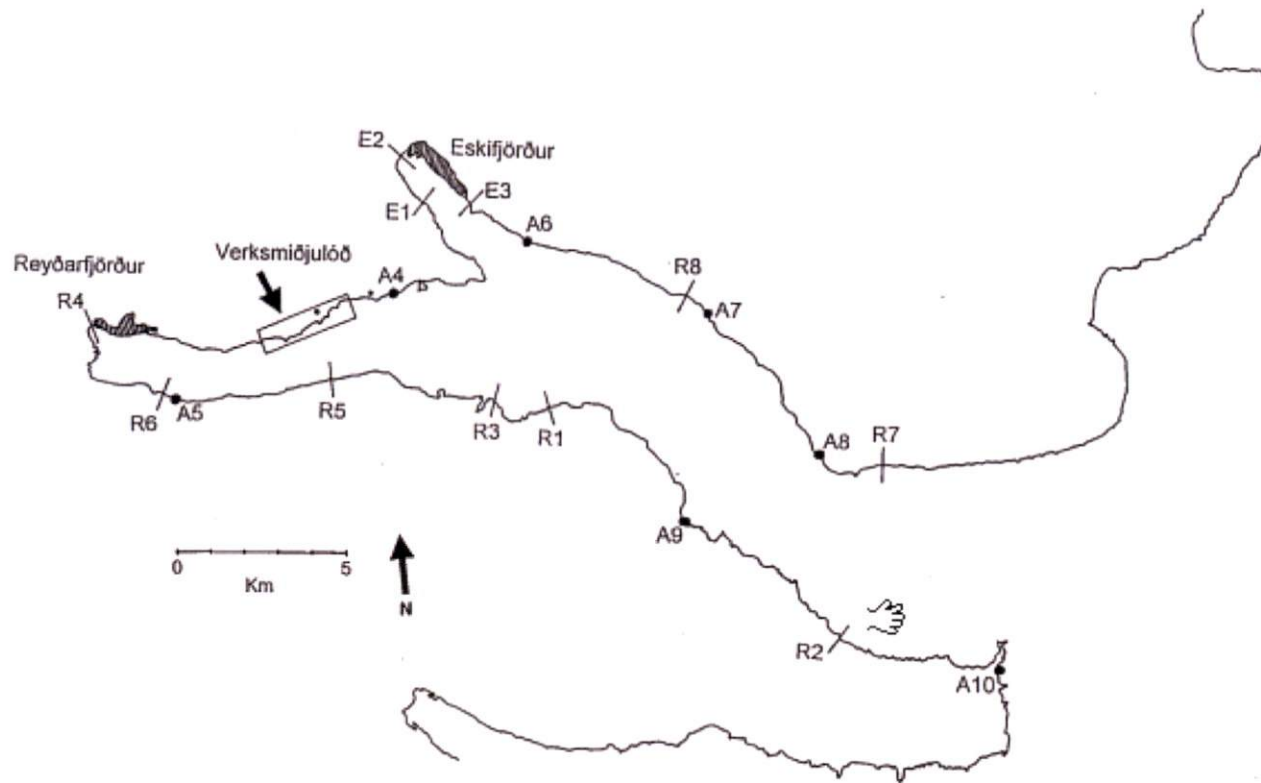 E2
Eskifjörður
E3
E1
A6
Verksmiðjulóð
Reyðarfjörður
A4
R8
R4
A7
R6
A5
R5
R3
R1
A8
R7
A9
0
5
Km
N
R2
A10